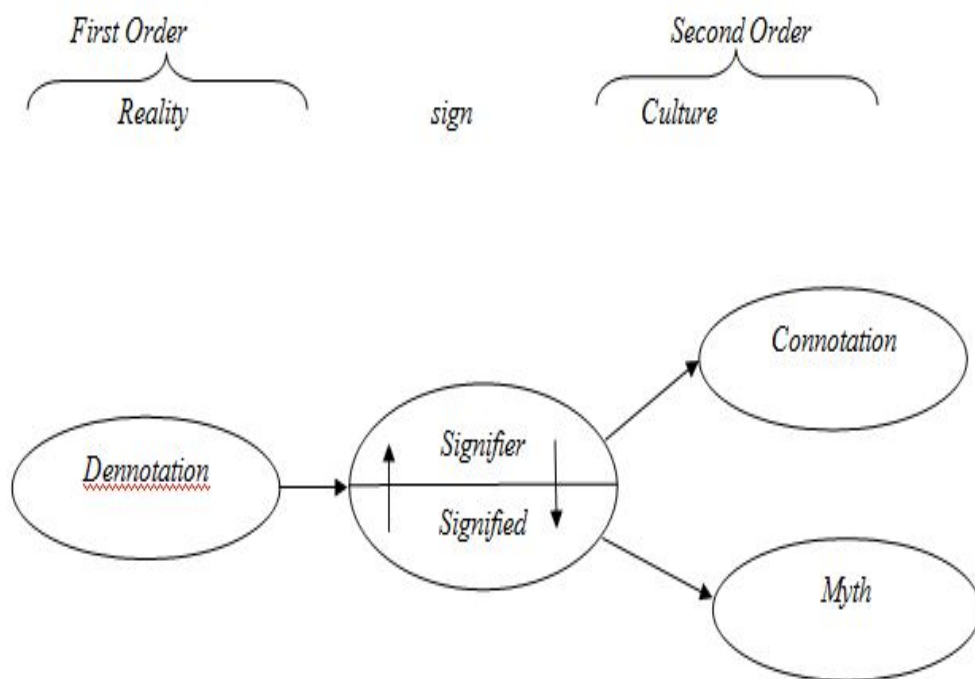 First Order Second Order
Reality sign Culture
Connotation
Signifier
Dennotation
Signified
Myth